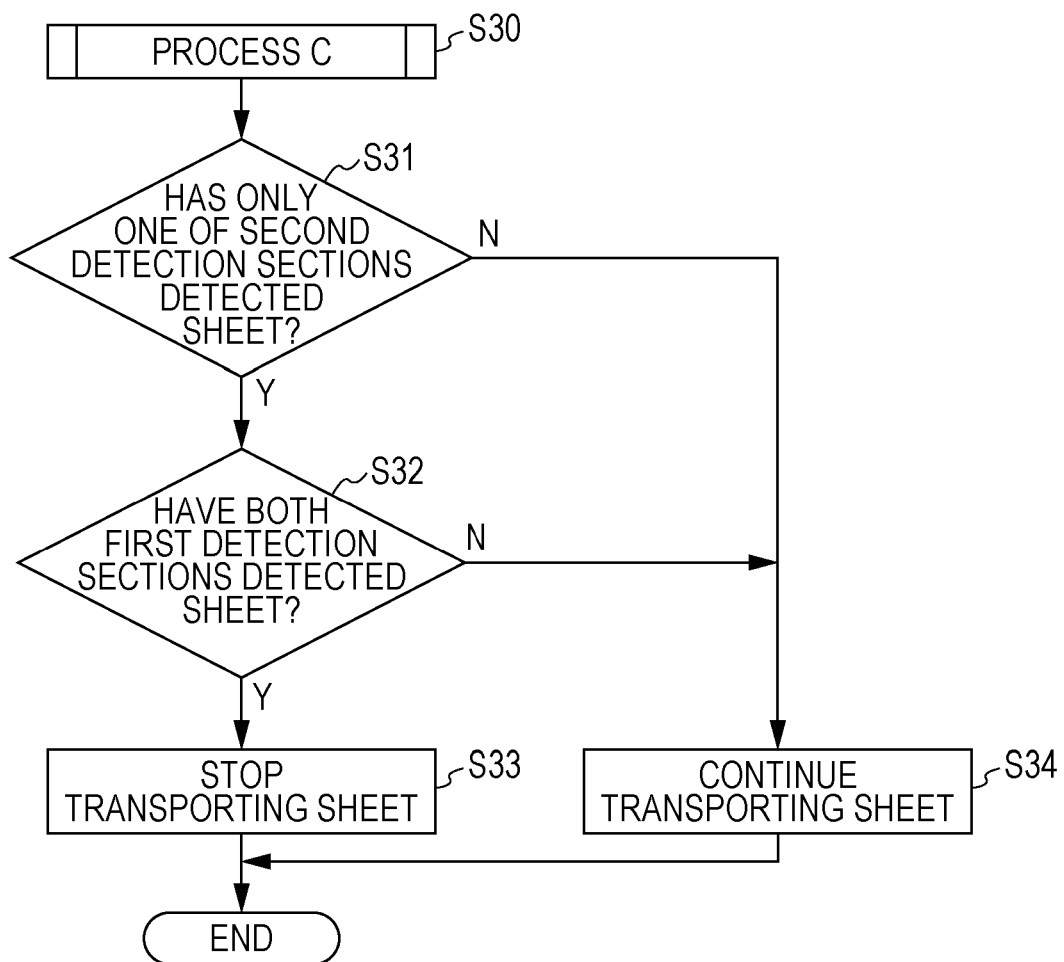 PROCESS C
S30
S31
HAS ONLY
ONE OF SECOND
DETECTION SECTIONS
DETECTED
SHEET?
N
Y
S32
HAVE BOTH
FIRST DETECTION
SECTIONS DETECTED
SHEET?
N
Y
STOP
TRANSPORTING SHEET
S33
CONTINUE
TRANSPORTING SHEET
S34
END